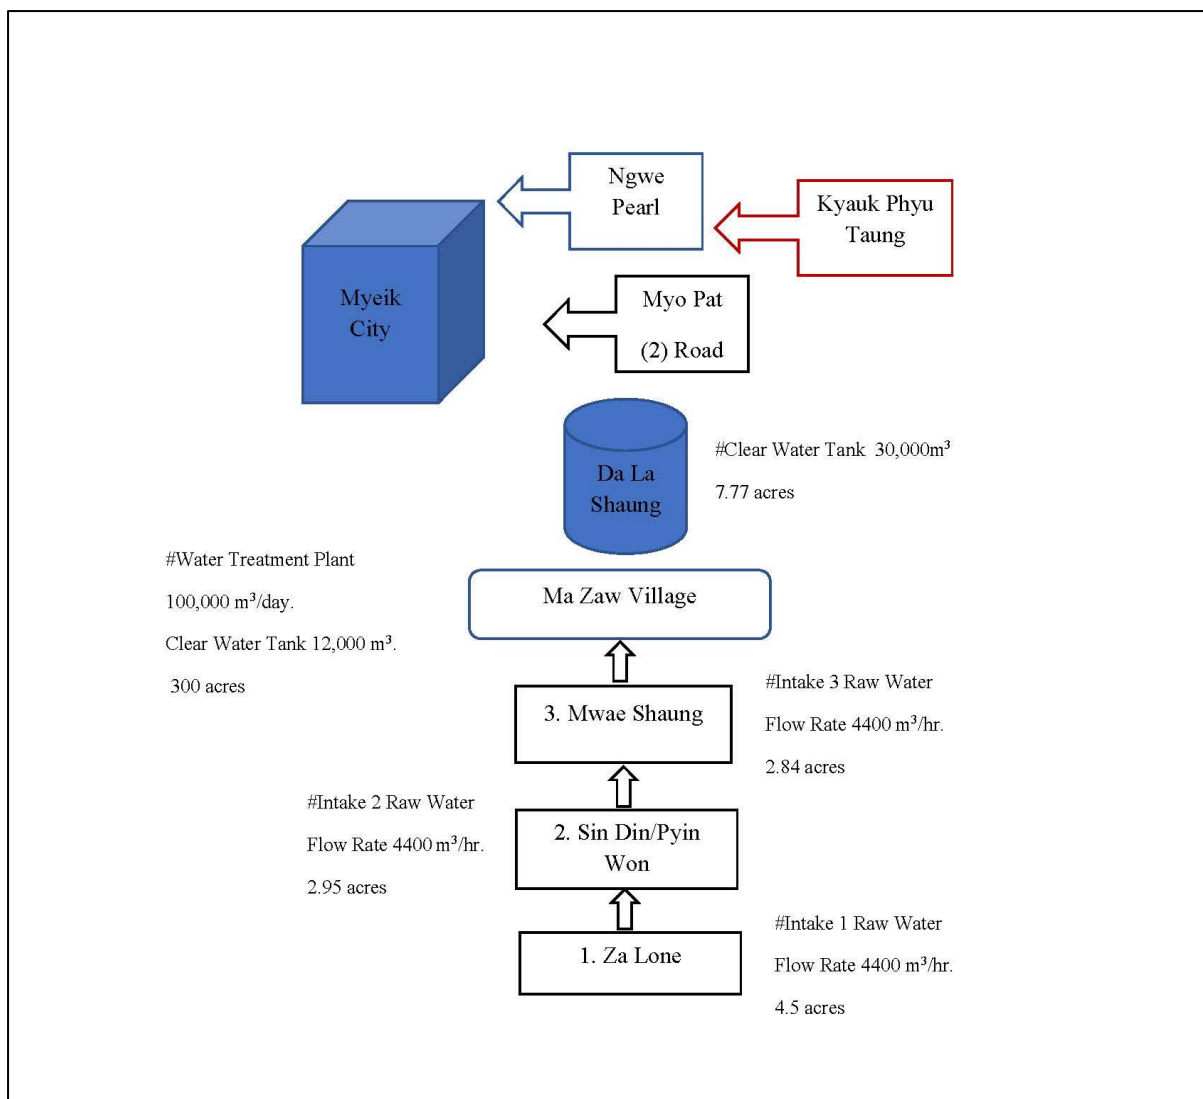 Ngwe
Pearl
Kyauk Phyu
Taung
Myeik
City
Myo Pat
(2) Road
Da La
Shaung
#Clear Water Tank 30,000m³
7.77 acres
#Water Treatment Plant
100,000 m³/day.
Clear Water Tank 12,000 m³.
300 acres
Ma Zaw Village
3. Mwae Shaung
#Intake 3 Raw Water
Flow Rate 4400 m³/hr.
2.84 acres
#Intake 2 Raw Water
Flow Rate 4400 m³/hr.
2.95 acres
2. Sin Din/Pyin
Won
1. Za Lone
#Intake 1 Raw Water
Flow Rate 4400 m³/hr.
4.5 acres